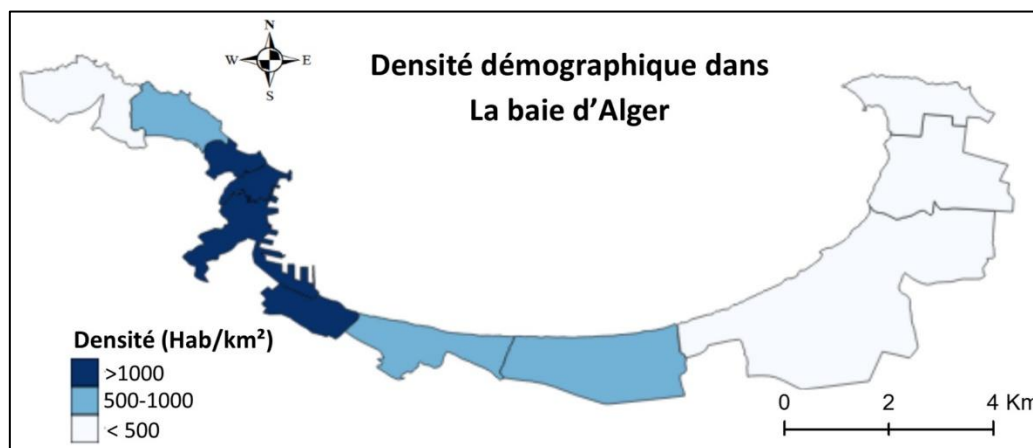 N
W E
S
Densité démographique dans
La baie d’Alger
Densité (Hab/km²)
>1000
500-1000
< 500
0 2 4 Km